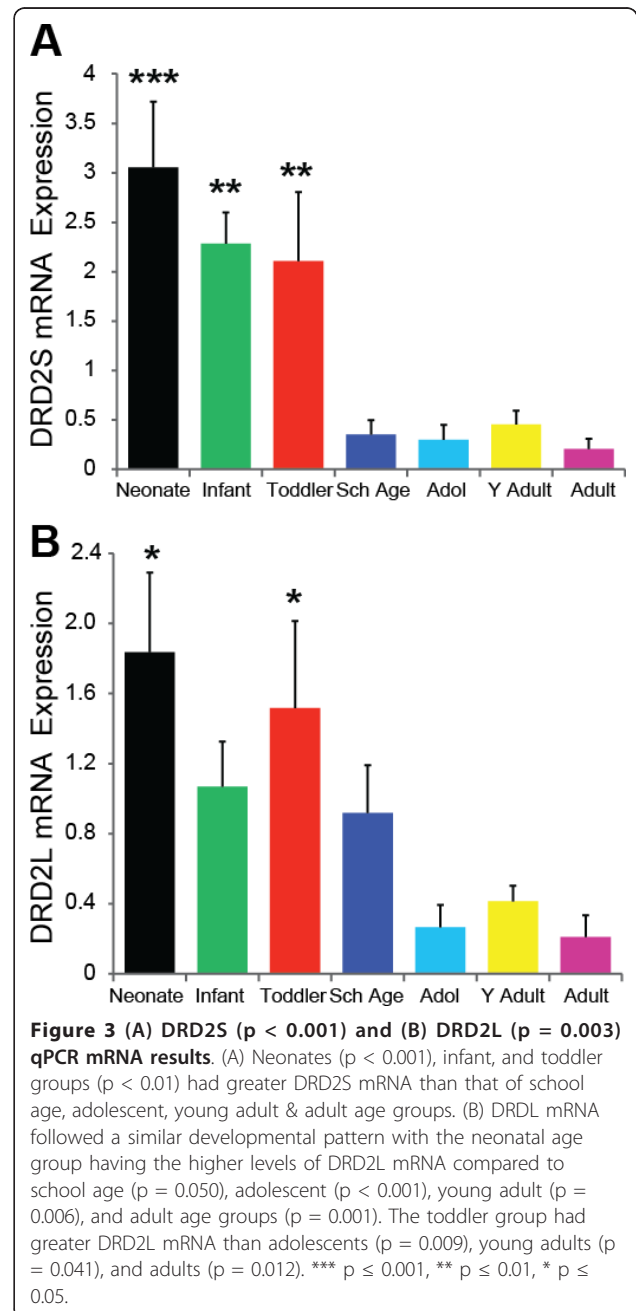 A
4
3.5
3
2.5
2
1.5
1
0.5
0
DRD2S mRNA Expression
***
**
**
Neonate Infant Toddler Sch Age Adol Y Adult Adult
B
2.4
2.0
1.6
1.2
0.8
0.4
0
DRD2L mRNA Expression
*
*
Neonate Infant Toddler Sch Age Adol Y Adult Adult
Figure 3 (A) DRD2S (p < 0.001) and (B) DRD2L (p = 0.003)
qPCR mRNA results. (A) Neonates (p < 0.001), infant, and toddler
groups (p < 0.01) had greater DRD2S mRNA than that of school
age, adolescent, young adult & adult age groups. (B) DRDL mRNA
followed a similar developmental pattern with the neonatal age
group having the higher levels of DRD2L mRNA compared to
school age (p = 0.050), adolescent (p < 0.001), young adult (p =
0.006), and adult age groups (p = 0.001). The toddler group had
greater DRD2L mRNA than adolescents (p = 0.009), young adults (p
= 0.041), and adults (p = 0.012). *** p ≤ 0.001, ** p ≤ 0.01, * p ≤
0.05.